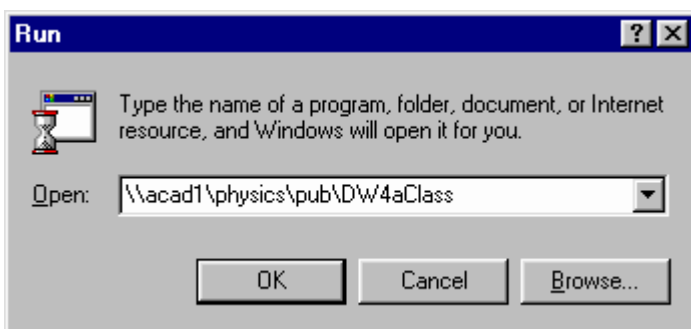 Run
Type the name of a program, folder, document, or Internet
resource, and Windows will open it for you.
Open: \\acad1\physics\pub\DW4aClass
OK Cancel Browse...